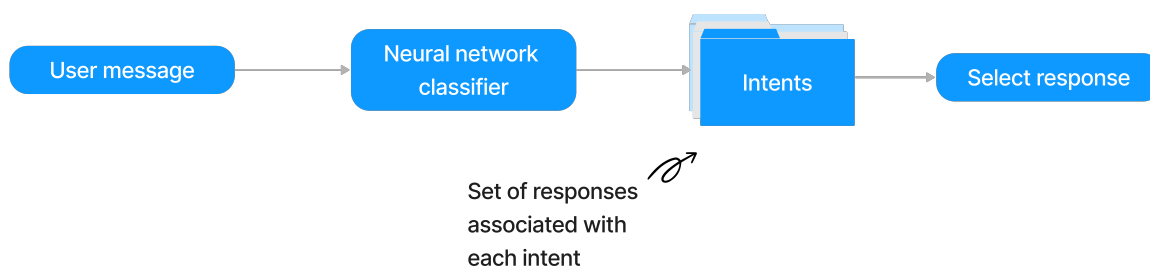 User message
Neural network
classifier
Intents
Select response
Set of responses
associated with
each intent